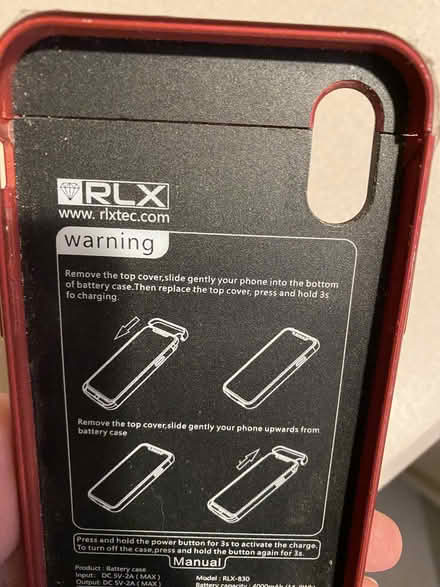 RLX
www. rlxtec.com
warning
Remove the top cover,slide gently your phone into the bottom
of battery case.Then replace the top cover, press and hold 3s
fo charging.
Remove the top cover,slide gently your phone upwards from
battery case
Press and hold the power button for 3s to activate the charge.
To turn off the case,press and hold the button again for 3s.
Manual
Product : Battery case
Model : RLX-830
Input: DC 5V-2A ( MAX )
Battery capacity : 4000mAh
Output: DC 5V-2A ( MAX )